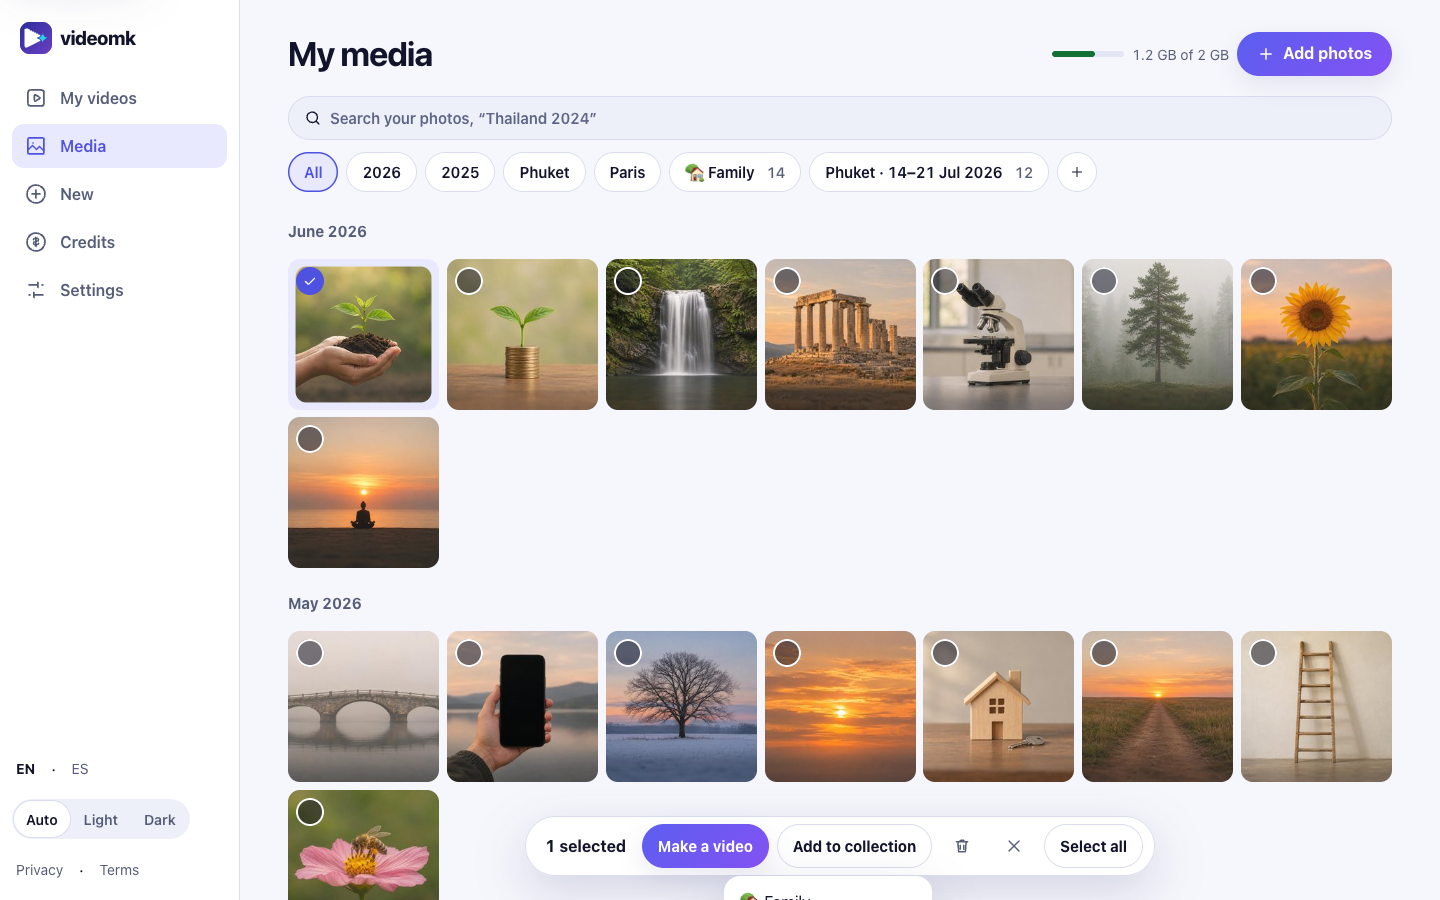 videomk
My videos
Media
New
Credits
Settings
EN · ES
Auto Light Dark
Privacy · Terms
My media
1.2 GB of 2 GB
+ Add photos
Search your photos, “Thailand 2024”
All
2026
2025
Phuket
Paris
🏡 Family 14
Phuket · 14–21 Jul 2026 12
+
June 2026
May 2026
1 selected
Make a video
Add to collection
Select all
🏡 Family